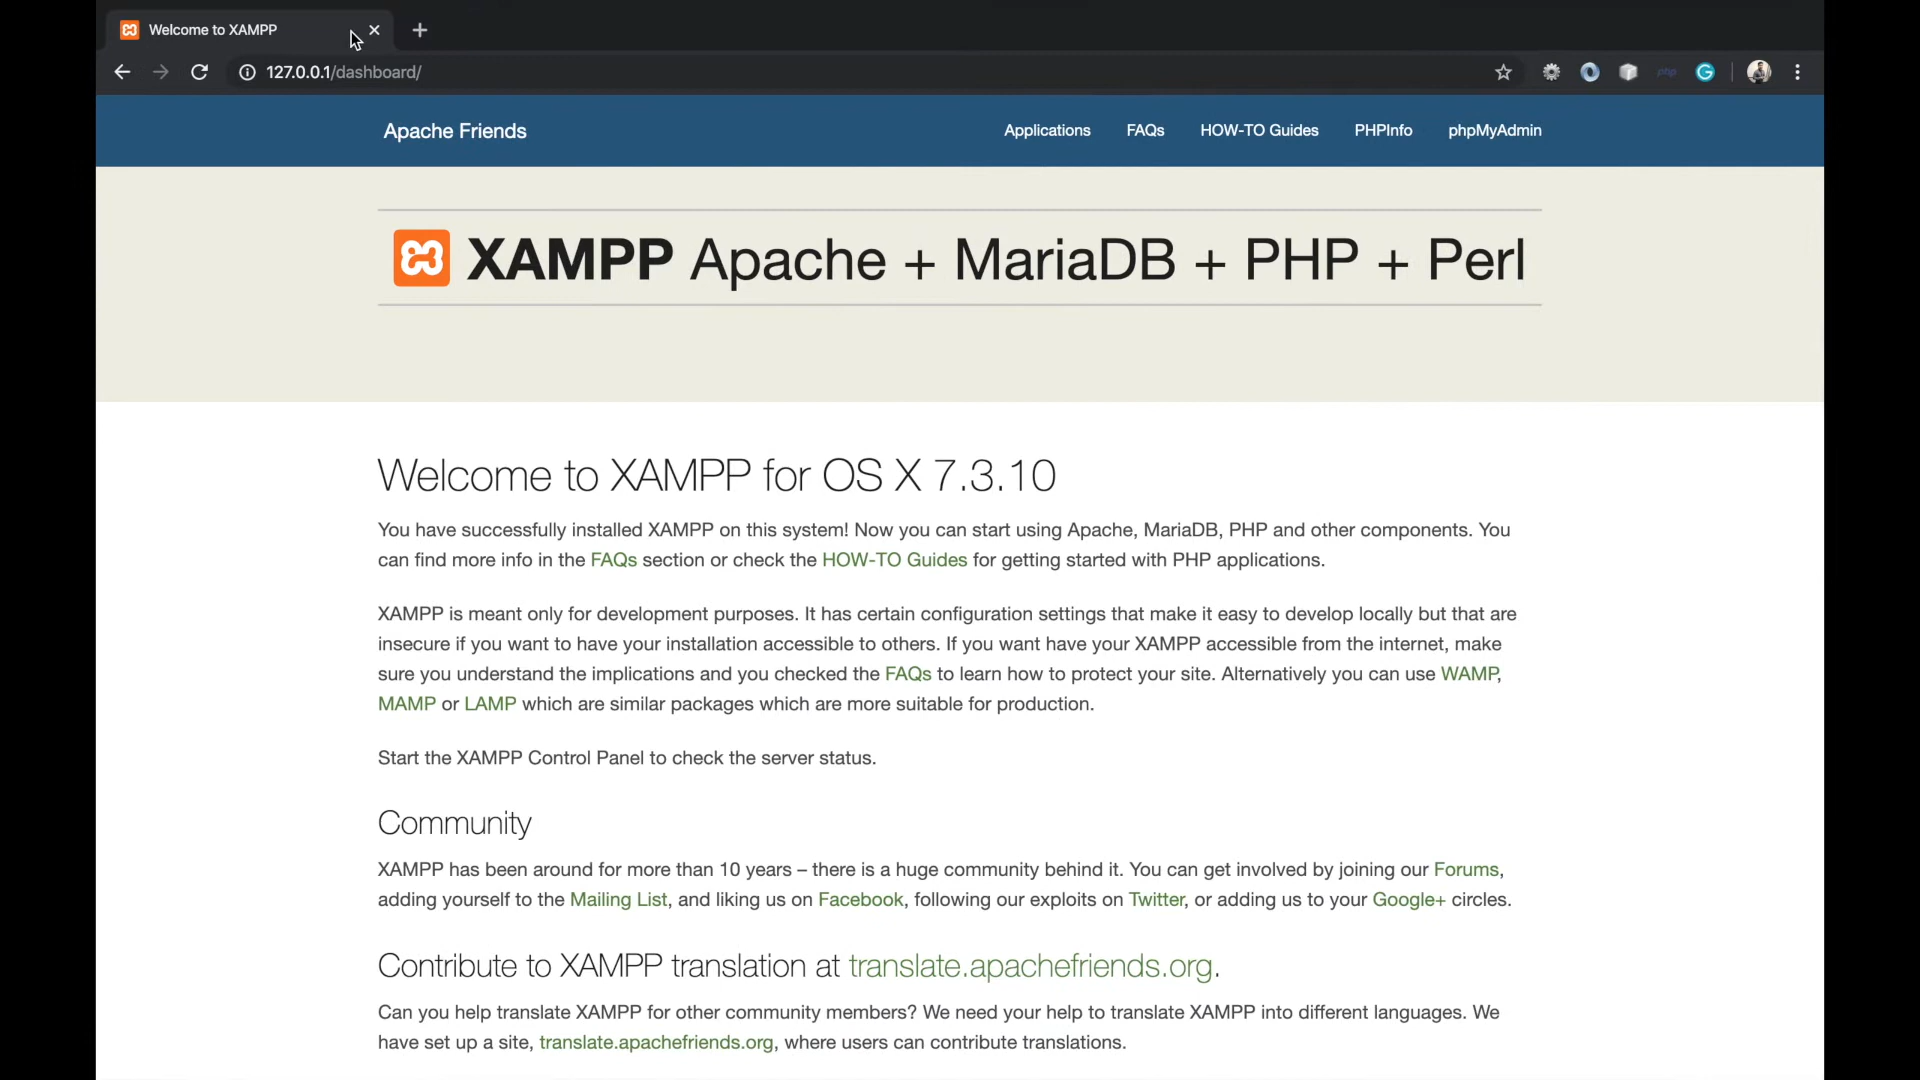 Welcome to XAMPP
127.0.0.1/dashboard/
php
Apache Friends
Applications FAQs HOW-TO Guides PHPInfo phpMyAdmin
XAMPP Apache + MariaDB + PHP + Perl
Welcome to XAMPP for OS X 7.3.10
You have successfully installed XAMPP on this system! Now you can start using Apache, MariaDB, PHP and other components. You
can find more info in the FAQs section or check the HOW-TO Guides for getting started with PHP applications.
XAMPP is meant only for development purposes. It has certain configuration settings that make it easy to develop locally but that are
insecure if you want to have your installation accessible to others. If you want have your XAMPP accessible from the internet, make
sure you understand the implications and you checked the FAQs to learn how to protect your site. Alternatively you can use WAMP,
MAMP or LAMP which are similar packages which are more suitable for production.
Start the XAMPP Control Panel to check the server status.
Community
XAMPP has been around for more than 10 years – there is a huge community behind it. You can get involved by joining our Forums,
adding yourself to the Mailing List, and liking us on Facebook, following our exploits on Twitter, or adding us to your Google+ circles.
Contribute to XAMPP translation at translate.apachefriends.org.
Can you help translate XAMPP for other community members? We need your help to translate XAMPP into different languages. We
have set up a site, translate.apachefriends.org, where users can contribute translations.